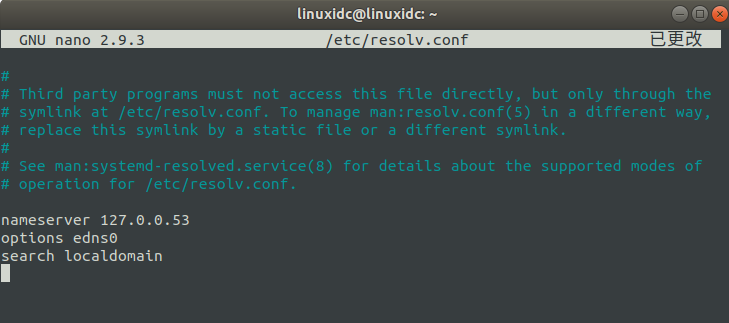 linuxidc@linuxidc: ~
GNU nano 2.9.3 /etc/resolv.conf 已更改
#
# Third party programs must not access this file directly, but only through the
# symlink at /etc/resolv.conf. To manage man:resolv.conf(5) in a different way,
# replace this symlink by a static file or a different symlink.
#
# See man:systemd-resolved.service(8) for details about the supported modes of
# operation for /etc/resolv.conf.
nameserver 127.0.0.53
options edns0
search localdomain